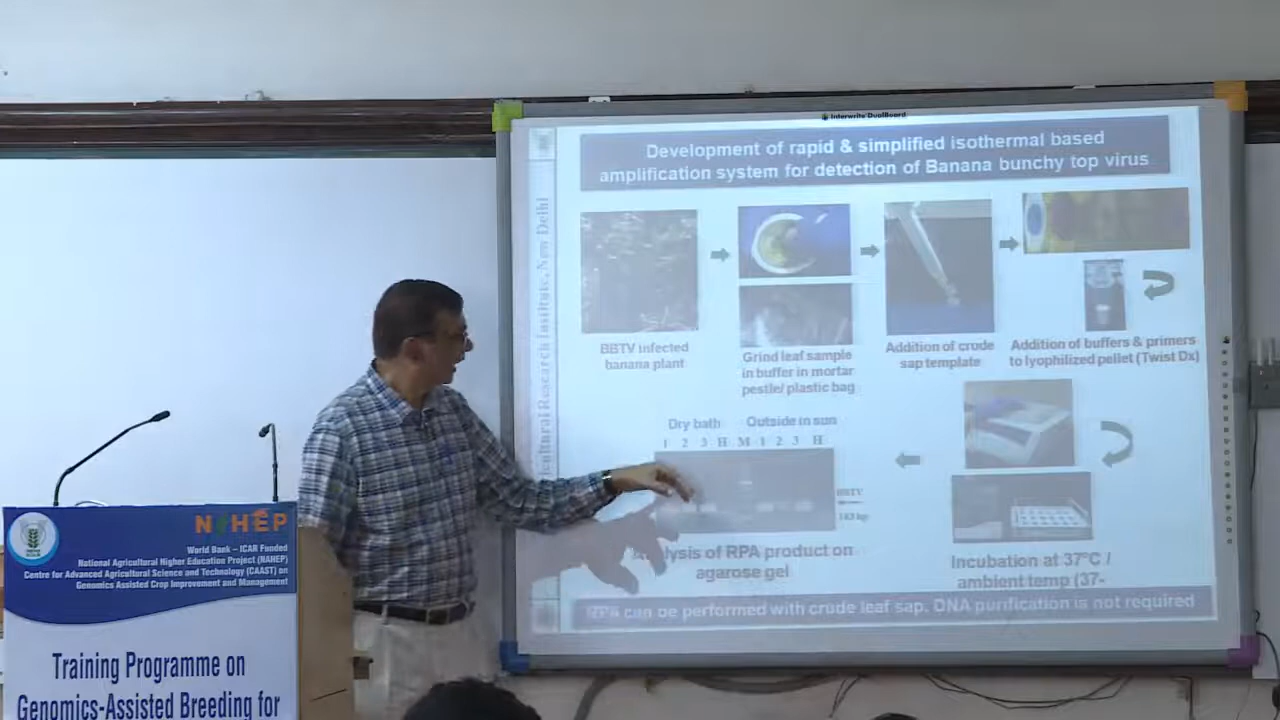 Interwrite DualBoard
Development of rapid & simplified isothermal based
amplification system for detection of Banana bunchy top virus
icultural Research Institute, New Delhi
BBTV infected
banana plant
Grind leaf sample
in buffer in mortar
pestle/ plastic bag
Addition of crude
sap template
Addition of buffers & primers
to lyophilized pellet (Twist Dx)
Dry bath Outside in sun
1 2 3 H M 1 2 3 H
BBTV
lysis of RPA product on
agarose gel
Incubation at 37°C /
ambient temp (37-
RPA can be performed with crude leaf sap. DNA purification is not required
NAHEP
World Bank – ICAR Funded
National Agricultural Higher Education Project (NAHEP)
Centre for Advanced Agricultural Science and Technology (CAAST) on
Genomics Assisted Crop Improvement and Management
Training Programme on
Genomics-Assisted Breeding for